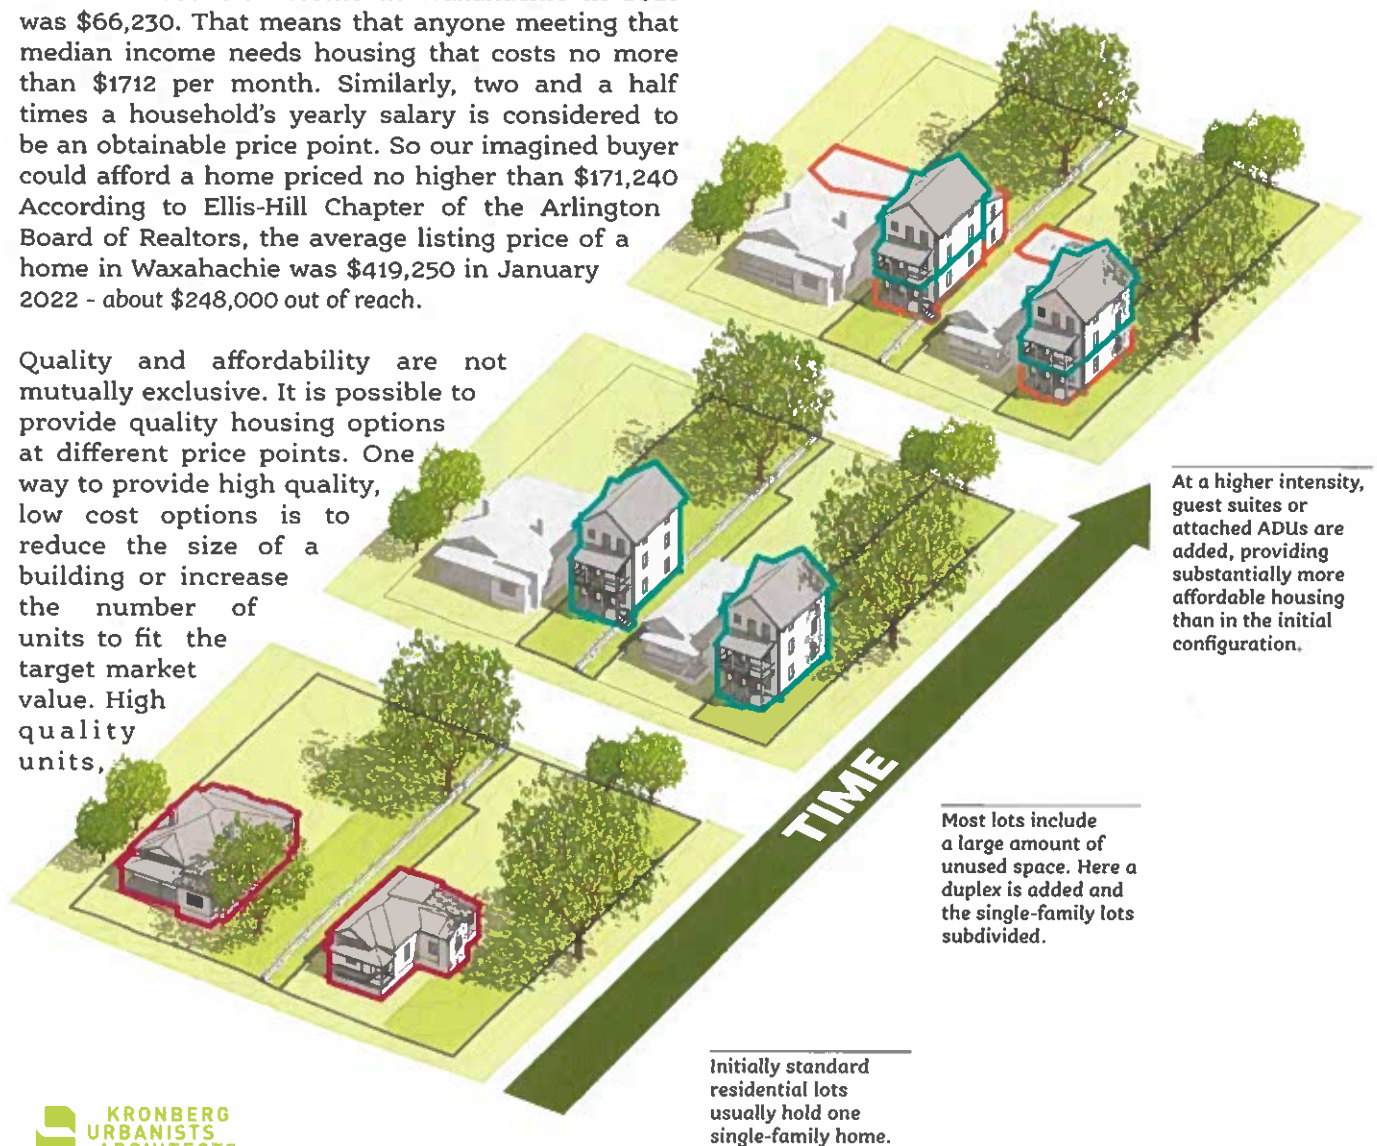 was $66,230. That means that anyone meeting that
median income needs housing that costs no more
than $1712 per month. Similarly, two and a half
times a household's yearly salary is considered to
be an obtainable price point. So our imagined buyer
could afford a home priced no higher than $171,240
According to Ellis-Hill Chapter of the Arlington
Board of Realtors, the average listing price of a
home in Waxahachie was $419,250 in January
2022 - about $248,000 out of reach.
Quality and affordability are not
mutually exclusive. It is possible to
provide quality housing options
at different price points. One
way to provide high quality,
low cost options is to
reduce the size of a
building or increase
the number of
units to fit the
target market
value. High
quality
units,
At a higher intensity,
guest suites or
attached ADUs are
added, providing
substantially more
affordable housing
than in the initial
configuration.
TIME
Most lots include
a large amount of
unused space. Here a
duplex is added and
the single-family lots
subdivided.
Initially standard
residential lots
usually hold one
single-family home.
KRONBERG
URBANISTS